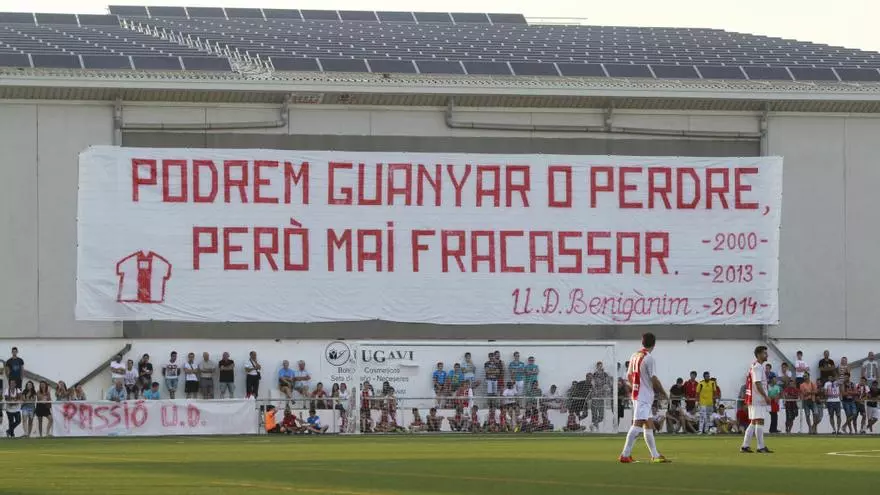 PODREM GUANYAR O PERDRE,
PERÒ MAI FRACASSAR.
-2000-
-2013-
U.D. Benigànim. -2014-
UGAVI
PASSIÓ U.D.